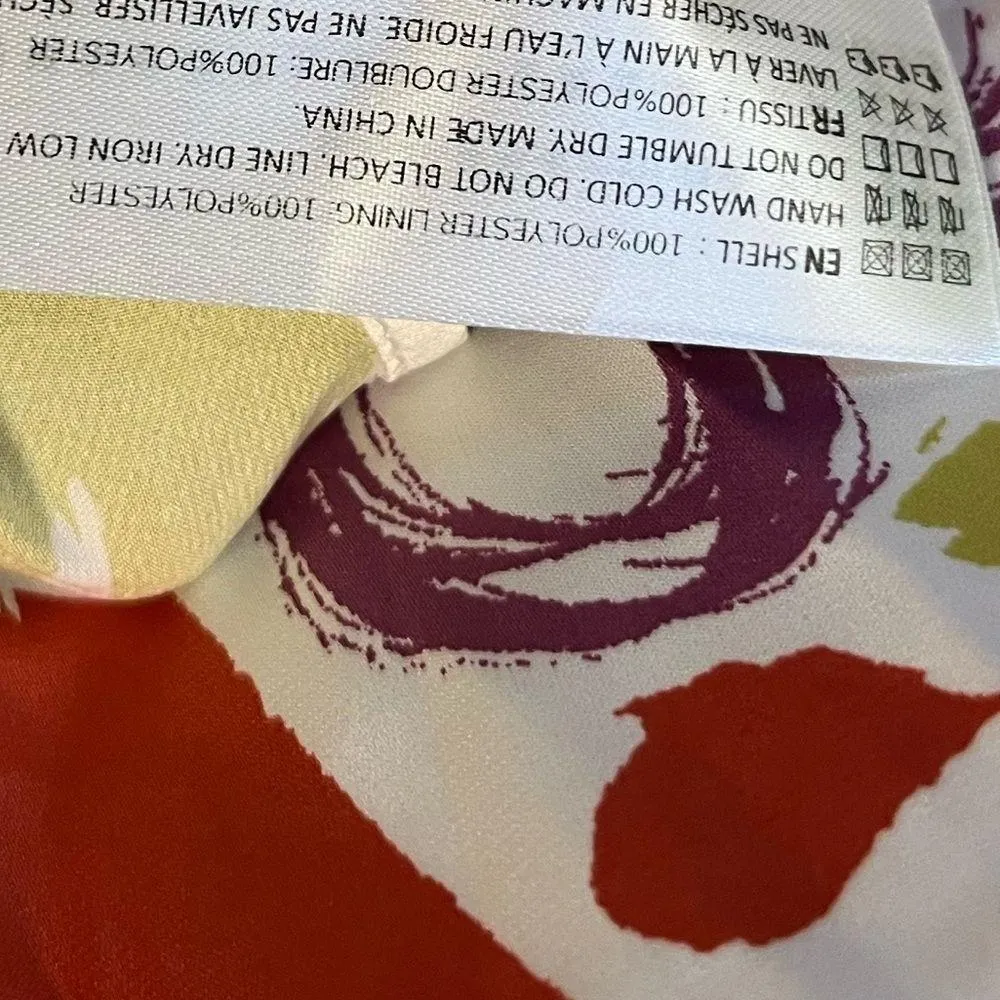 EN SHELL : 100%POLYESTER LINING: 100%POLYESTER
HAND WASH COLD. DO NOT BLEACH. LINE DRY. IRON LOW
DO NOT TUMBLE DRY. MADE IN CHINA.
FR TISSU : 100%POLYESTER DOUBLURE: 100%POLYESTER
LAVER À LA MAIN À L'EAU FROIDE. NE PAS JAVELLISER.
NE PAS SÉCHER EN